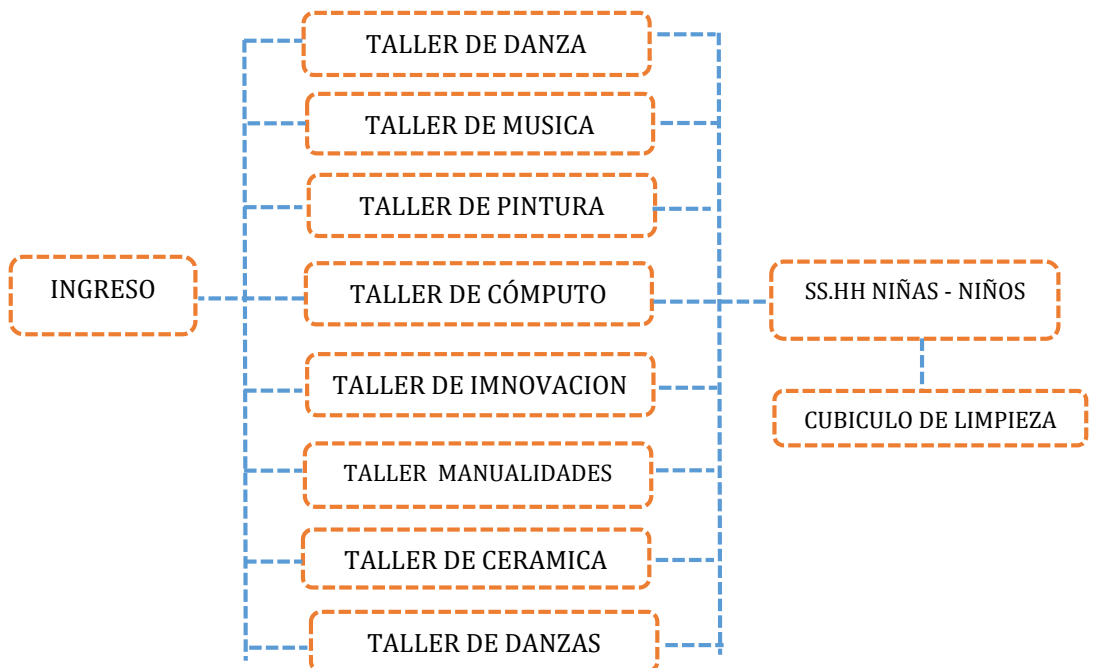 TALLER DE DANZA
TALLER DE MUSICA
TALLER DE PINTURA
INGRESO
TALLER DE CÓMPUTO
SS.HH NIÑAS - NIÑOS
TALLER DE IMNOVACION
CUBICULO DE LIMPIEZA
TALLER MANUALIDADES
TALLER DE CERAMICA
TALLER DE DANZAS